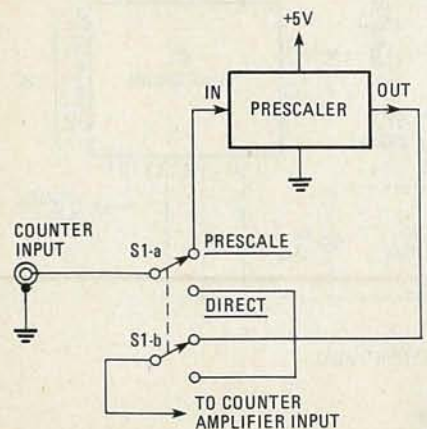 +5V
IN
PRESCALER
OUT
COUNTER
INPUT
S1-a
PRESCALE
DIRECT
S1-b
TO COUNTER
AMPLIFIER INPUT